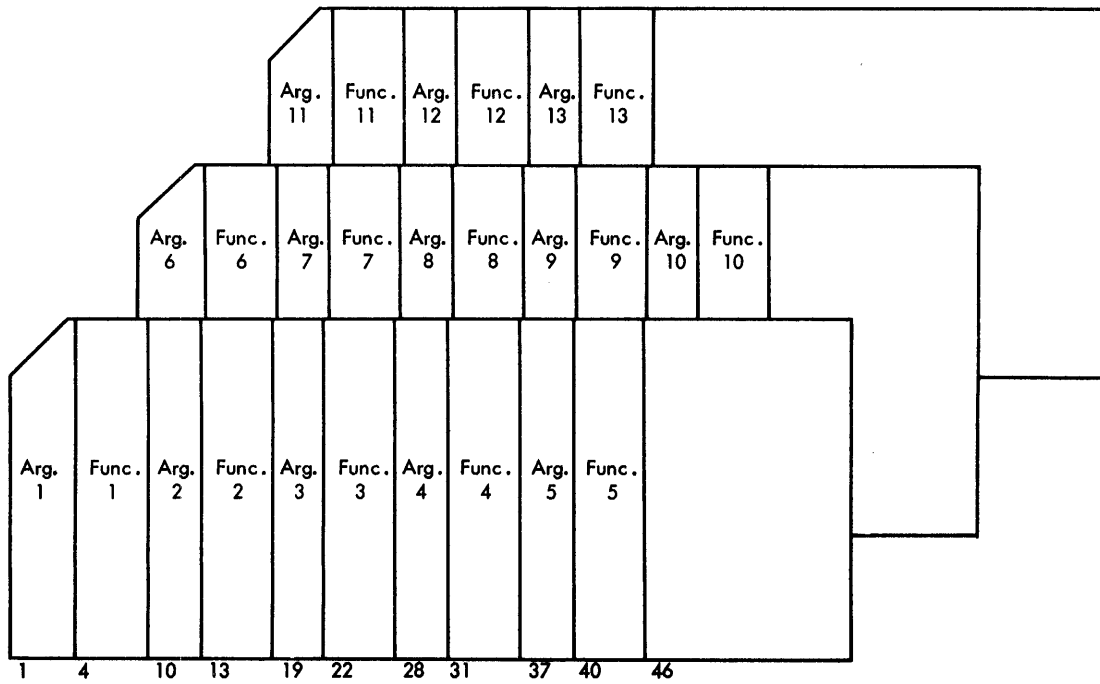 Arg. Func. Arg. Func. Arg. Func.
11 11 12 12 13 13
Arg. Func. Arg. Func. Arg. Func. Arg. Func. Arg. Func.
6 6 7 7 8 8 9 9 10 10
Arg. Func. Arg. Func. Arg. Func. Arg. Func. Arg. Func.
1 1 2 2 3 3 4 4 5 5
1 4 10 13 19 22 28 31 37 40 46